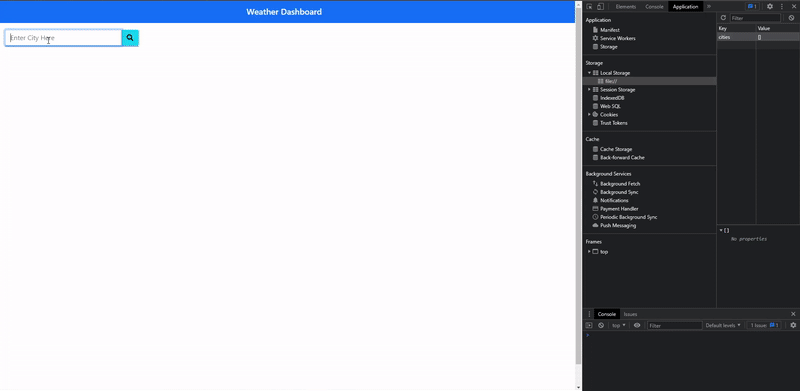 Weather Dashboard
Enter City Here
Elements Console Application » 1
Application
Manifest
Service Workers
Storage
Storage
Local Storage
file://
Session Storage
IndexedDB
Web SQL
Cookies
Trust Tokens
Cache
Cache Storage
Back-forward Cache
Background Services
Background Fetch
Background Sync
Notifications
Payment Handler
Periodic Background Sync
Push Messaging
Frames
top
Filter
Key Value
cities []
[]
No properties
Console Issues
top Filter Default levels 1 Issue: 1